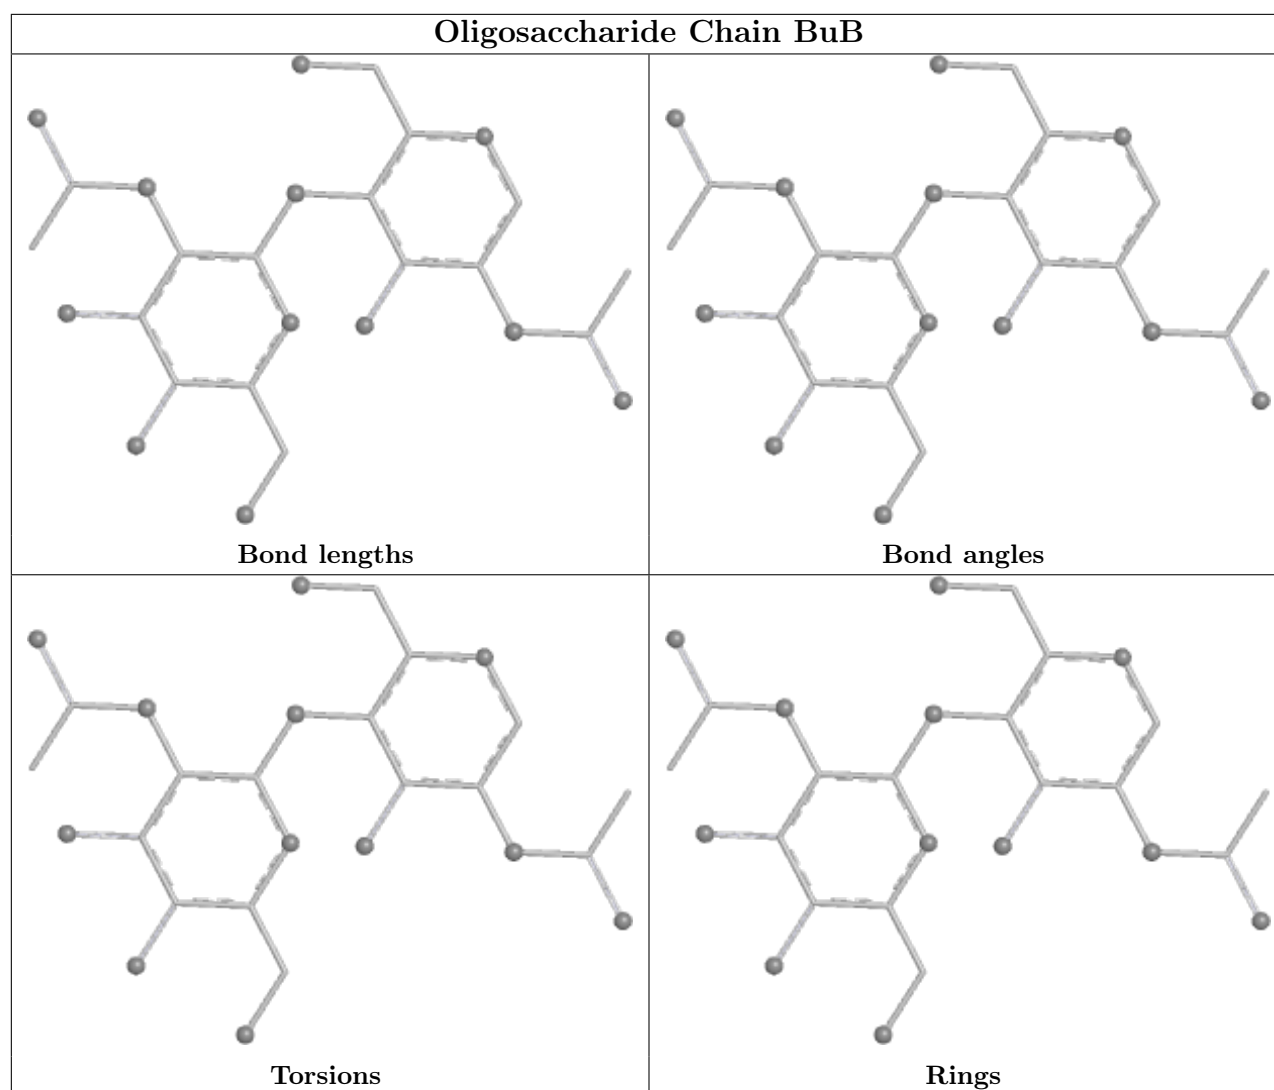 Oligosaccharide Chain BuB
Bond lengths
Bond angles
Torsions
Rings